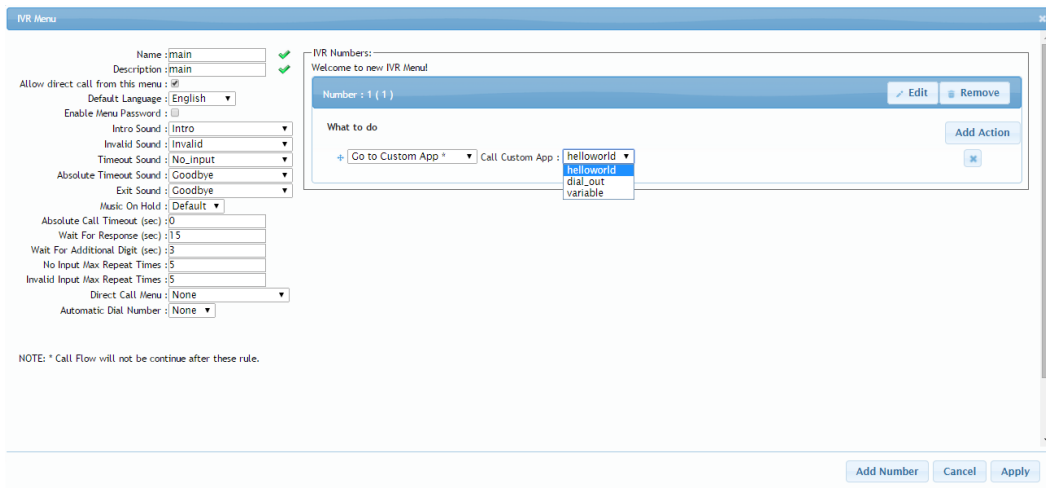 IVR Menu
Name : main
Description : main
Allow direct call from this menu :
Default Language : English
Enable Menu Password :
Intro Sound : Intro
Invalid Sound : Invalid
Timeout Sound : No_input
Absolute Timeout Sound : Goodbye
Exit Sound : Goodbye
Music On Hold : Default
Absolute Call Timeout (sec) : 0
Wait For Response (sec) : 15
Wait For Additional Digit (sec) : 3
No Input Max Repeat Times : 5
Invalid Input Max Repeat Times : 5
Direct Call Menu : None
Automatic Dial Number : None
NOTE: * Call Flow will not be continue after these rule.
IVR Numbers:
Welcome to new IVR Menu!
Number : 1 ( 1 ) Edit Remove
What to do Add Action
Go to Custom App * Call Custom App : helloworld
helloworld
dial_out
variable
Add Number Cancel Apply